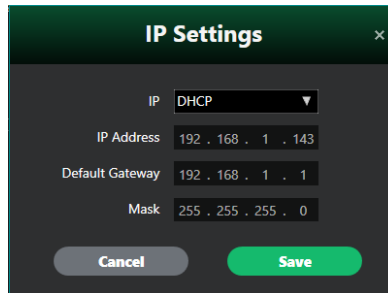 IP Settings ×
IP DHCP ▼
IP Address 192 . 168 . 1 . 143
Default Gateway 192 . 168 . 1 . 1
Mask 255 . 255 . 255 . 0
Cancel Save